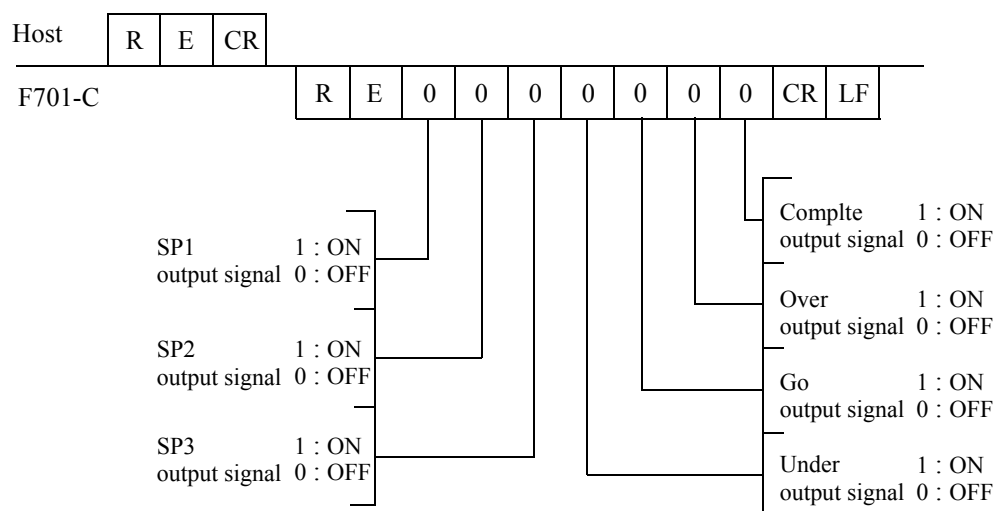 Host R E CR
F701-C R E 0 0 0 0 0 0 0 CR LF
SP1 1 : ON
output signal 0 : OFF
SP2 1 : ON
output signal 0 : OFF
SP3 1 : ON
output signal 0 : OFF
Complte 1 : ON
output signal 0 : OFF
Over 1 : ON
output signal 0 : OFF
Go 1 : ON
output signal 0 : OFF
Under 1 : ON
output signal 0 : OFF